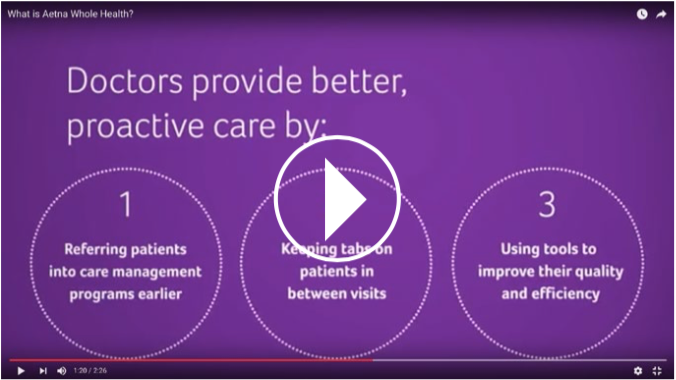 What is Aetna Whole Health?
Doctors provide better,
proactive care by:
1
Referring patients
into care management
programs earlier
Keeping tabs on
patients in
between visits
3
Using tools to
improve their quality
and efficiency
1:20 / 2:26